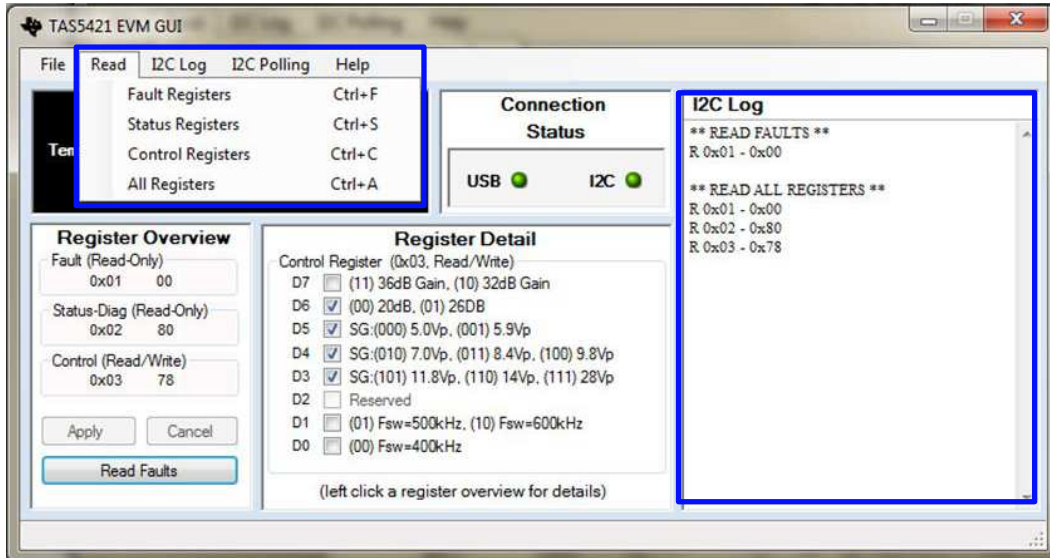 TAS5421 EVM GUI
File Read I2C Log I2C Polling Help
Fault Registers Ctrl+F
Status Registers Ctrl+S
Control Registers Ctrl+C
All Registers Ctrl+A
Connection
Status
USB I2C
I2C Log
** READ FAULTS **
R 0x01 - 0x00
** READ ALL REGISTERS **
R 0x01 - 0x00
R 0x02 - 0x80
R 0x03 - 0x78
Register Overview
Fault (Read-Only)
0x01 00
Status-Diag (Read-Only)
0x02 80
Control (Read/Write)
0x03 78
Apply Cancel
Read Faults
Register Detail
Control Register (0x03, Read/Write)
D7 (11) 36dB Gain, (10) 32dB Gain
D6 (00) 20dB, (01) 26DB
D5 SG:(000) 5.0Vp, (001) 5.9Vp
D4 SG:(010) 7.0Vp, (011) 8.4Vp, (100) 9.8Vp
D3 SG:(101) 11.8Vp, (110) 14Vp, (111) 28Vp
D2 Reserved
D1 (01) Fsw=500kHz, (10) Fsw=600kHz
D0 (00) Fsw=400kHz
(left click a register overview for details)